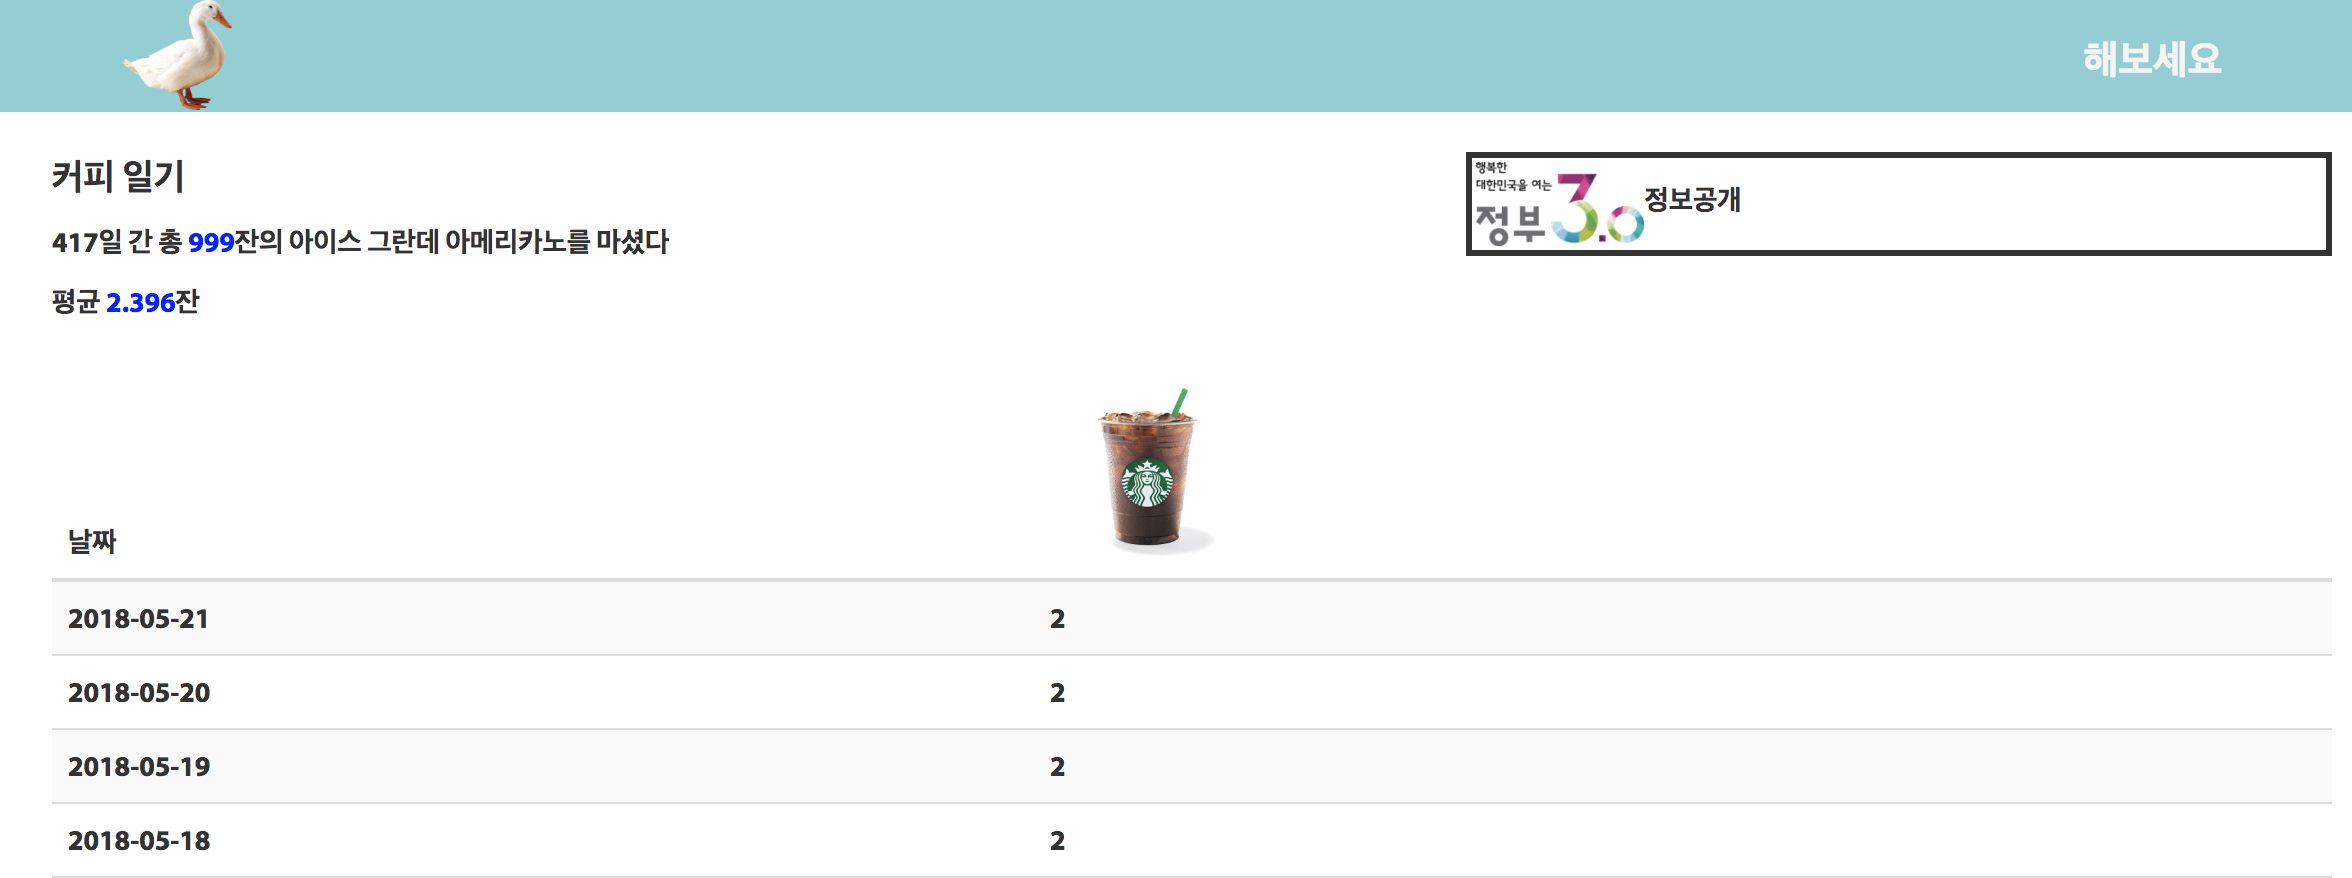 해보세요
커피 일기
417일 간 총 999잔의 아이스 그란데 아메리카노를 마셨다
평균 2.396잔
행복한
대한민국을 여는
정부3.0 정보공개
날짜
2018-05-21 2
2018-05-20 2
2018-05-19 2
2018-05-18 2